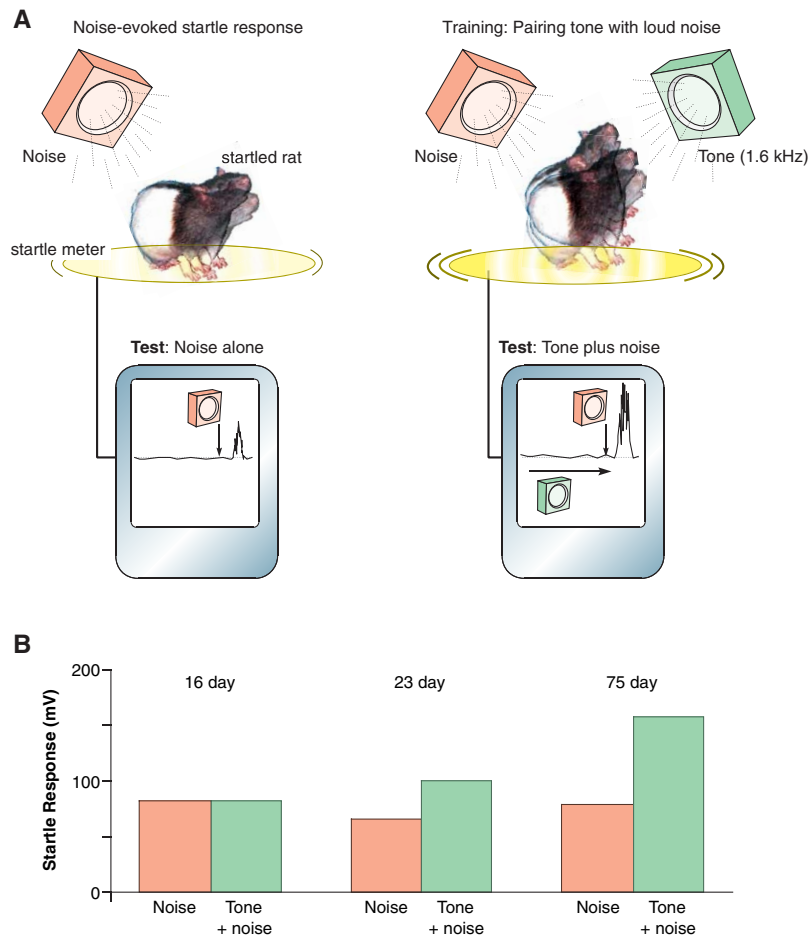 A
Noise-evoked startle response
Training: Pairing tone with loud noise
Noise
startled rat
startle meter
Noise
Tone (1.6 kHz)
Test: Noise alone
Test: Tone plus noise
B
Startle Response (mV)
200
100
0
16 day
23 day
75 day
Noise
Tone
+ noise
Noise
Tone
+ noise
Noise
Tone
+ noise